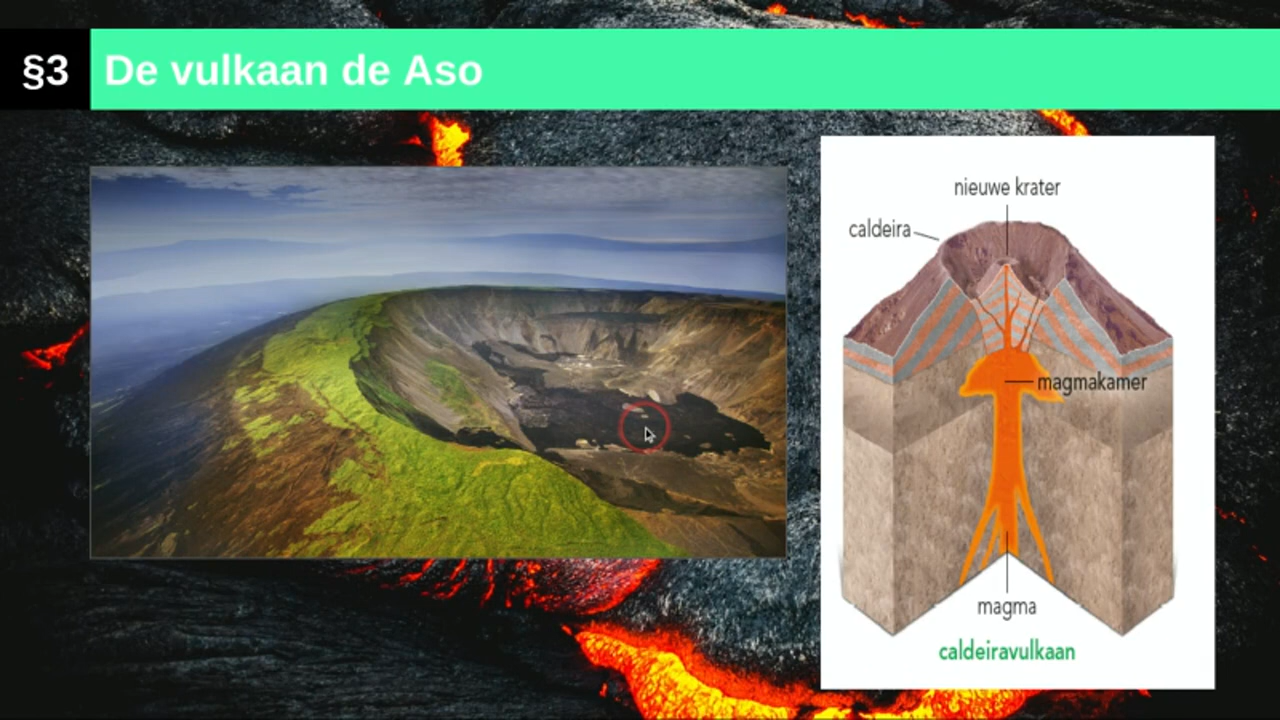 §3 De vulkaan de Aso
nieuwe krater
caldeira
magmakamer
magma
caldeiravulkaan